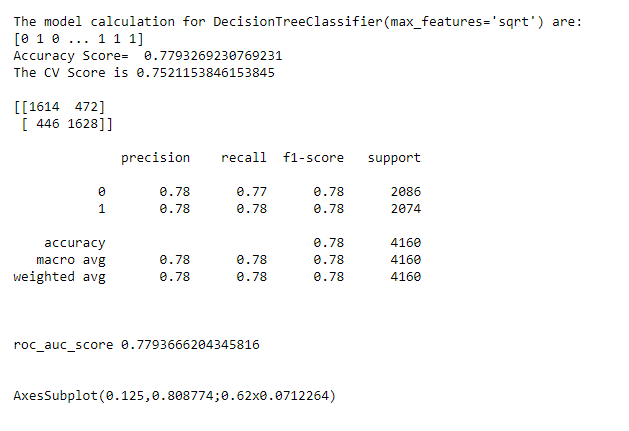 The model calculation for DecisionTreeClassifier(max_features='sqrt') are:
[0 1 0 ... 1 1 1]
Accuracy Score=  0.7793269230769231
The CV Score is 0.7521153846153845
[[1614  472]
 [ 446 1628]]
              precision    recall  f1-score   support
           0       0.78      0.77      0.78      2086
           1       0.78      0.78      0.78      2074
    accuracy                           0.78      4160
   macro avg       0.78      0.78      0.78      4160
weighted avg       0.78      0.78      0.78      4160
roc_auc_score 0.7793666204345816
AxesSubplot(0.125,0.808774;0.62x0.0712264)